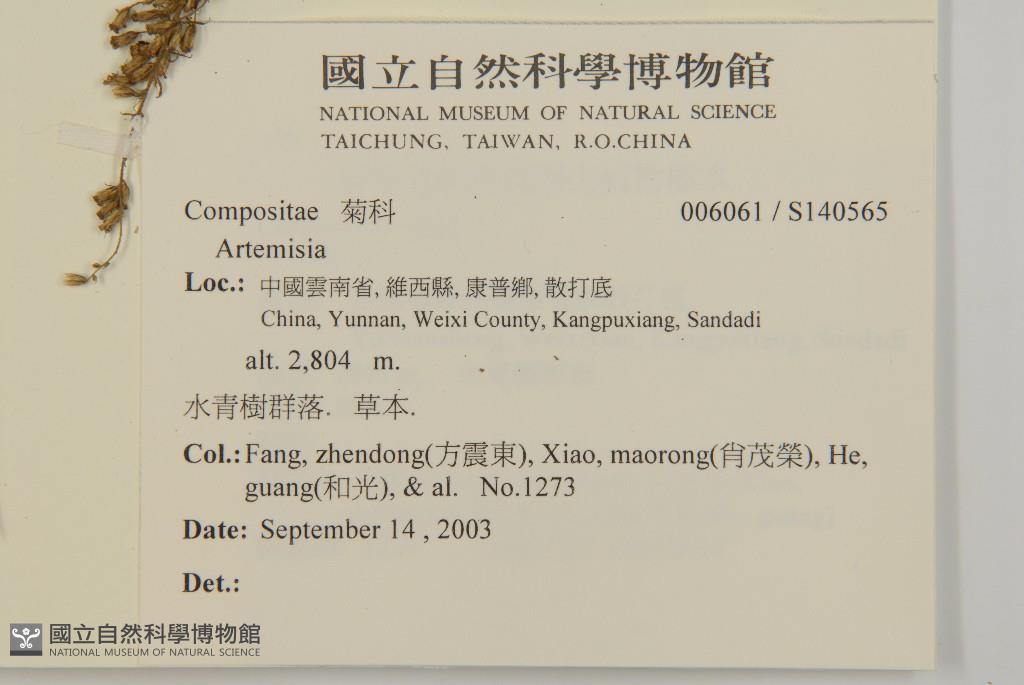 國立自然科學博物館
NATIONAL MUSEUM OF NATURAL SCIENCE
TAICHUNG, TAIWAN, R.O.CHINA
Compositae 菊科 006061 / S140565
Artemisia
Loc.: 中國雲南省, 維西縣, 康普鄉, 散打底
China, Yunnan, Weixi County, Kangpuxiang, Sandadi
alt. 2,804 m.
水青樹群落. 草本.
Col.: Fang, zhendong(方震東), Xiao, maorong(肖茂榮), He,
guang(和光), & al. No.1273
Date: September 14 , 2003
Det.:
國立自然科學博物館
NATIONAL MUSEUM OF NATURAL SCIENCE